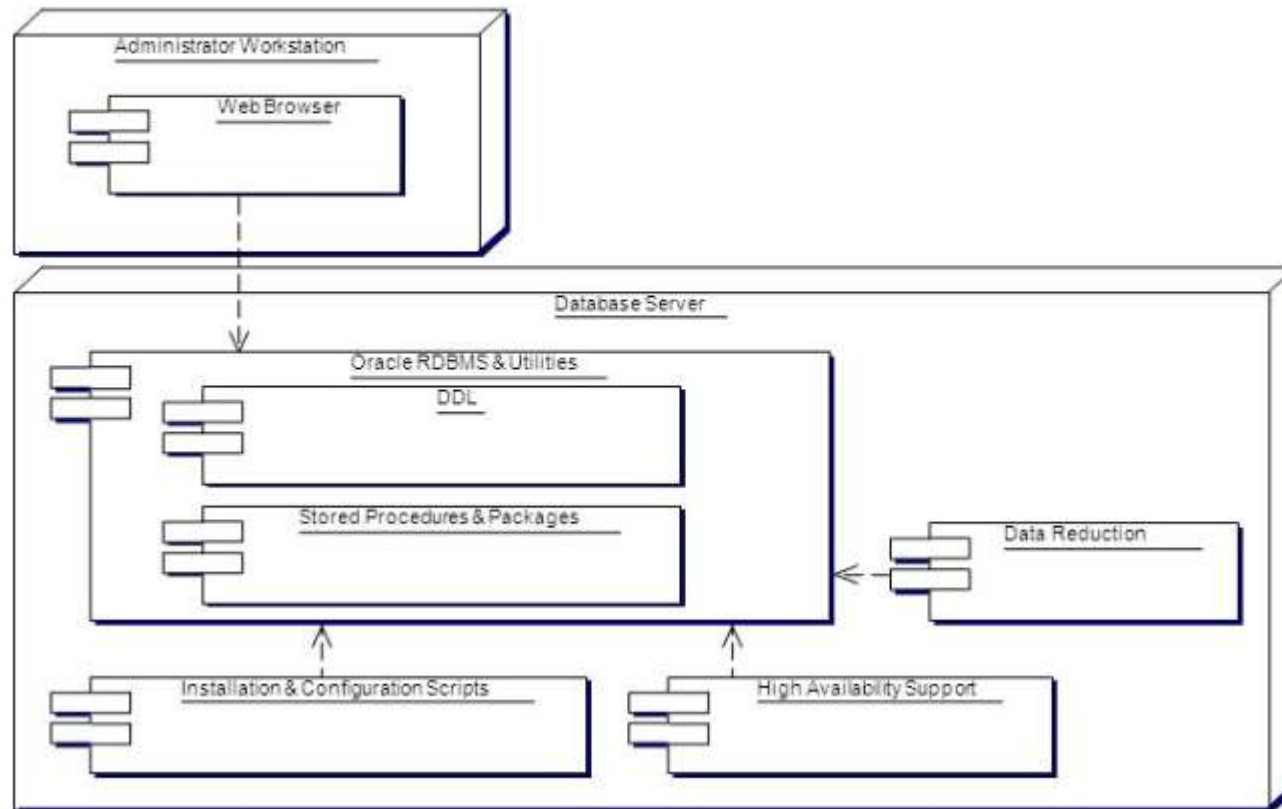 Administrator Workstation
Web Browser
Database Server
Oracle RDBMS & Utilities
DDL
Stored Procedures & Packages
Data Reduction
Installation & Configuration Scripts
High Availability Support